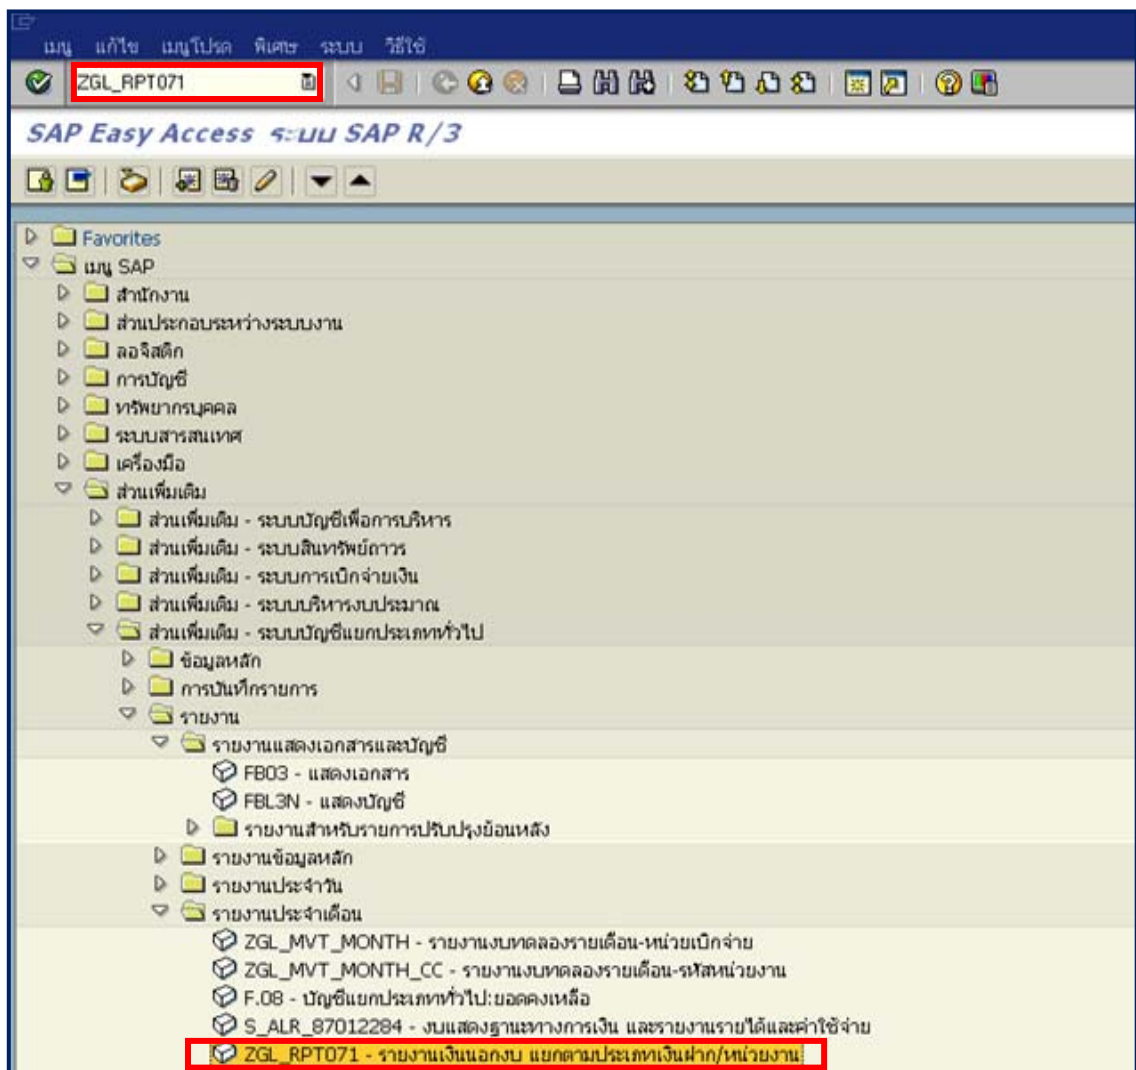 เมนู แก้ไข เมนูโปรด พิเศษ ระบบ วิธีใช้
ZGL_RPT071
SAP Easy Access ระบบ SAP R/3
Favorites
เมนู SAP
สำนักงาน
ส่วนประกอบระหว่างระบบงาน
ลอจิสติก
การบัญชี
ทรัพยากรบุคคล
ระบบสารสนเทศ
เครื่องมือ
ส่วนเพิ่มเติม
ส่วนเพิ่มเติม - ระบบบัญชีเพื่อการบริหาร
ส่วนเพิ่มเติม - ระบบสินทรัพย์ถาวร
ส่วนเพิ่มเติม - ระบบการเบิกจ่ายเงิน
ส่วนเพิ่มเติม - ระบบบริหารงบประมาณ
ส่วนเพิ่มเติม - ระบบบัญชีแยกประเภททั่วไป
ข้อมูลหลัก
การบันทึกรายการ
รายงาน
รายงานแสดงเอกสารและบัญชี
FB03 - แสดงเอกสาร
FBL3N - แสดงบัญชี
รายงานสำหรับรายการปรับปรุงย้อนหลัง
รายงานข้อมูลหลัก
รายงานประจำวัน
รายงานประจำเดือน
ZGL_MVT_MONTH - รายงานงบทดลองรายเดือน-หน่วยเบิกจ่าย
ZGL_MVT_MONTH_CC - รายงานงบทดลองรายเดือน-รหัสหน่วยงาน
F.08 - บัญชีแยกประเภททั่วไป:ยอดคงเหลือ
S_ALR_87012284 - งบแสดงฐานะทางการเงิน และรายงานรายได้และค่าใช้จ่าย
ZGL_RPT071 - รายงานเงินนอกงบ แยกตามประเภทเงินฝาก/หน่วยงาน